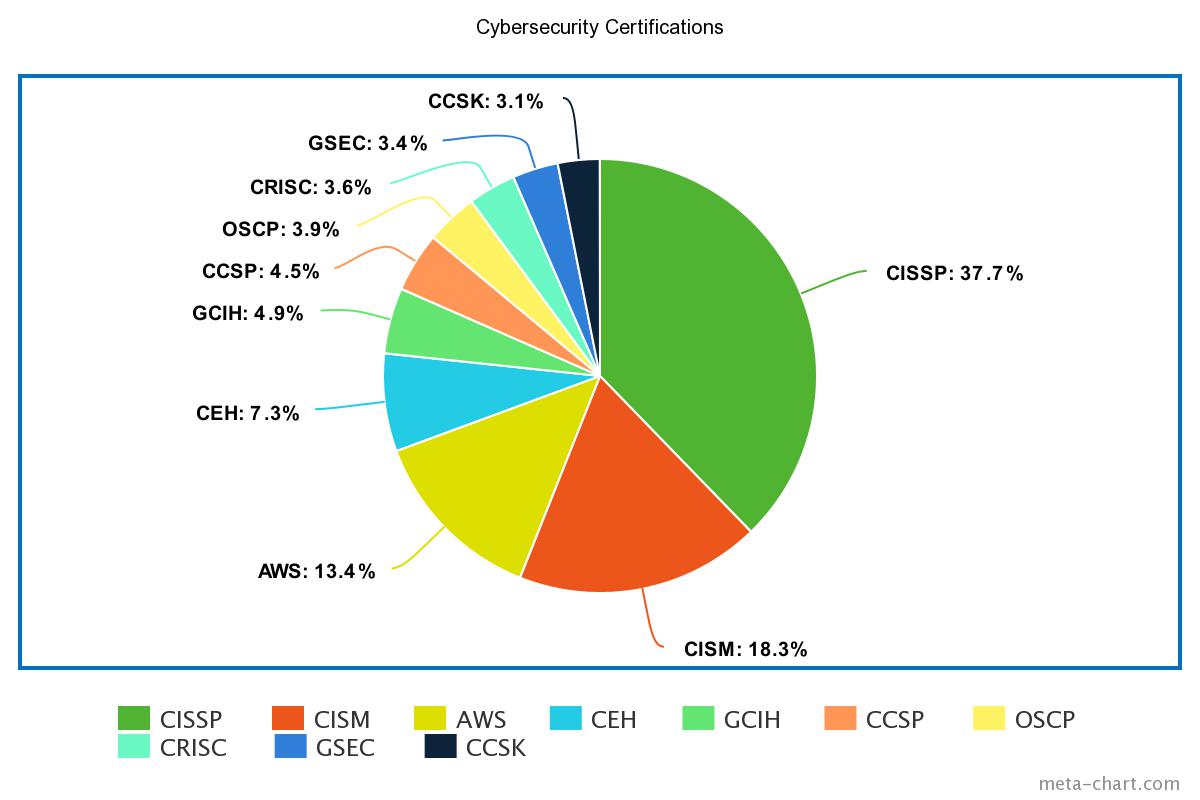 Cybersecurity Certifications
CCSK: 3.1%
GSEC: 3.4%
CRISC: 3.6%
OSCP: 3.9%
CCSP: 4.5%
CISSP: 37.7%
GCIH: 4.9%
CEH: 7.3%
AWS: 13.4%
CISM: 18.3%
CISSP CISM AWS CEH GCIH CCSP OSCP
CRISC GSEC CCSK
meta-chart.com